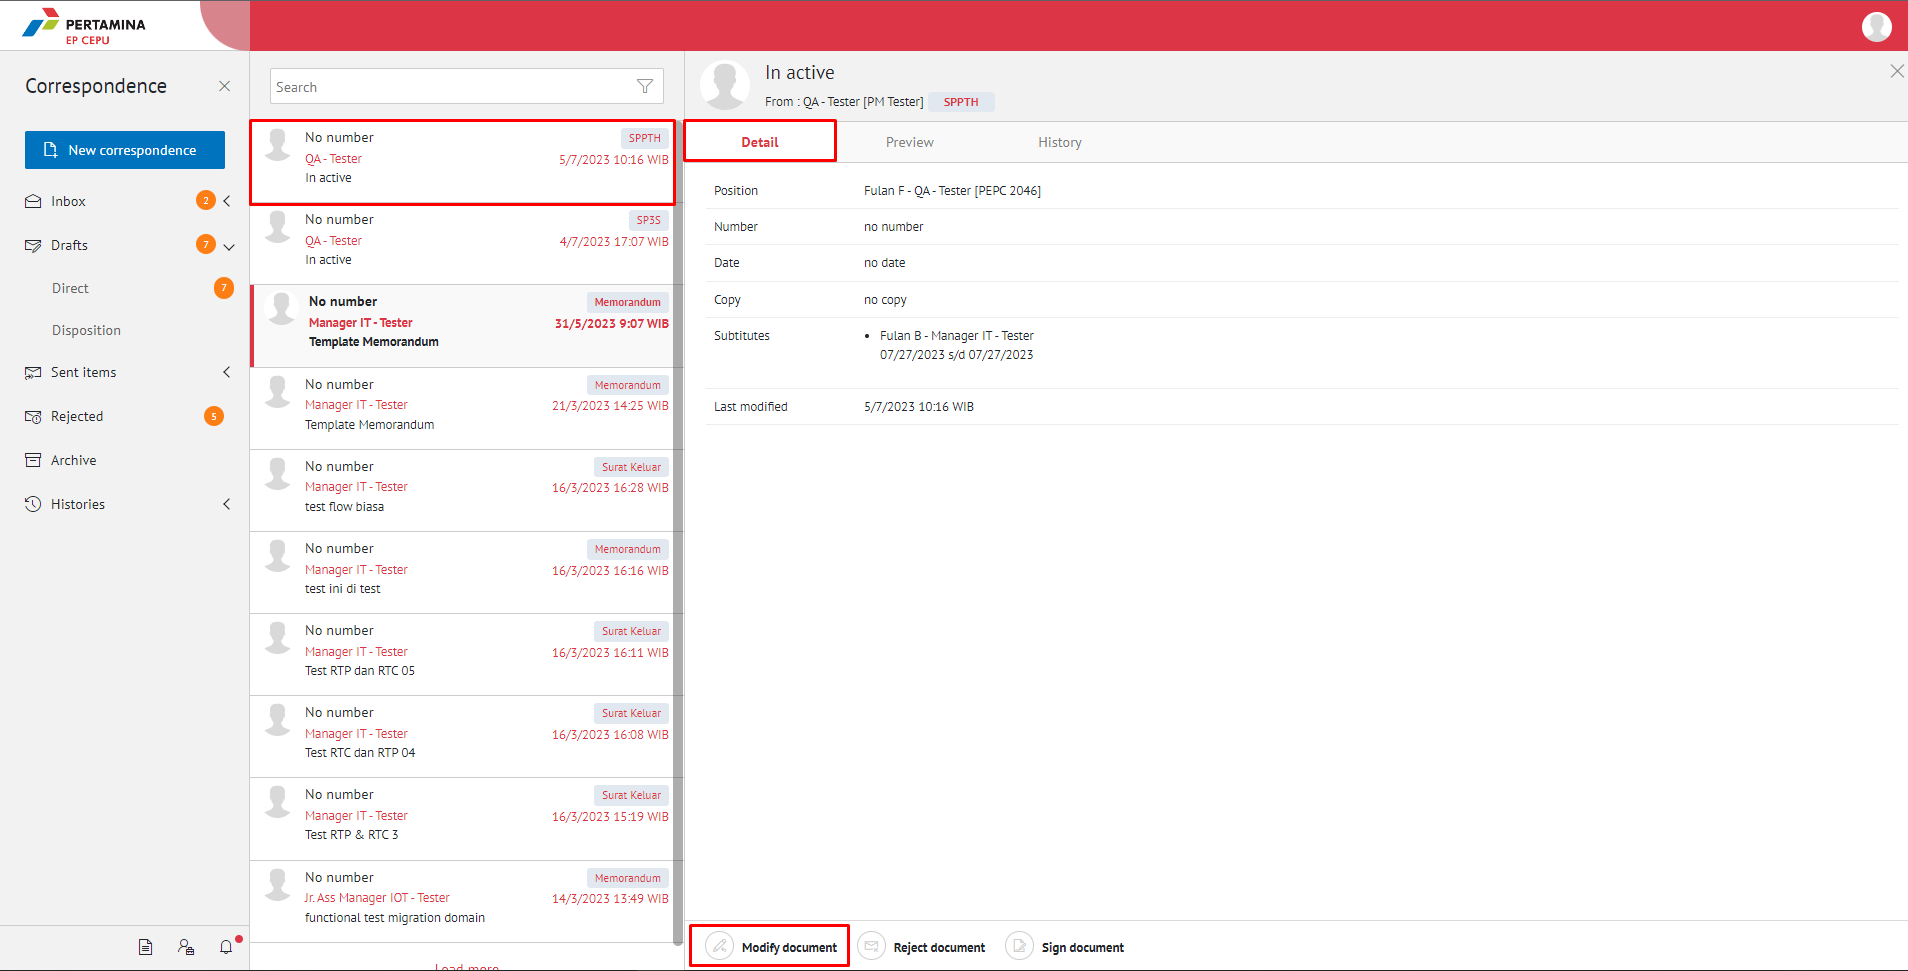 PERTAMINA
EP CEPU
Correspondence
New correspondence
Inbox 2
Drafts 7
Direct 7
Disposition
Sent items
Rejected 5
Archive
Histories
Search
No number SPPTH
QA - Tester 5/7/2023 10:16 WIB
In active
No number SP3S
QA - Tester 4/7/2023 17:07 WIB
In active
No number Memorandum
Manager IT - Tester 31/5/2023 9:07 WIB
Template Memorandum
No number Memorandum
Manager IT - Tester 21/3/2023 14:25 WIB
Template Memorandum
No number Surat Keluar
Manager IT - Tester 16/3/2023 16:28 WIB
test flow biasa
No number Memorandum
Manager IT - Tester 16/3/2023 16:16 WIB
test ini di test
No number Surat Keluar
Manager IT - Tester 16/3/2023 16:11 WIB
Test RTP dan RTC 05
No number Surat Keluar
Manager IT - Tester 16/3/2023 16:08 WIB
Test RTC dan RTP 04
No number Surat Keluar
Manager IT - Tester 16/3/2023 15:19 WIB
Test RTP & RTC 3
No number Memorandum
Jr. Ass Manager IOT - Tester 14/3/2023 13:49 WIB
functional test migration domain
Load more
In active
From : QA - Tester [PM Tester] SPPTH
Detail Preview History
Position Fulan F - QA - Tester [PEPC 2046]
Number no number
Date no date
Copy no copy
Subtitutes • Fulan B - Manager IT - Tester
07/27/2023 s/d 07/27/2023
Last modified 5/7/2023 10:16 WIB
Modify document Reject document Sign document